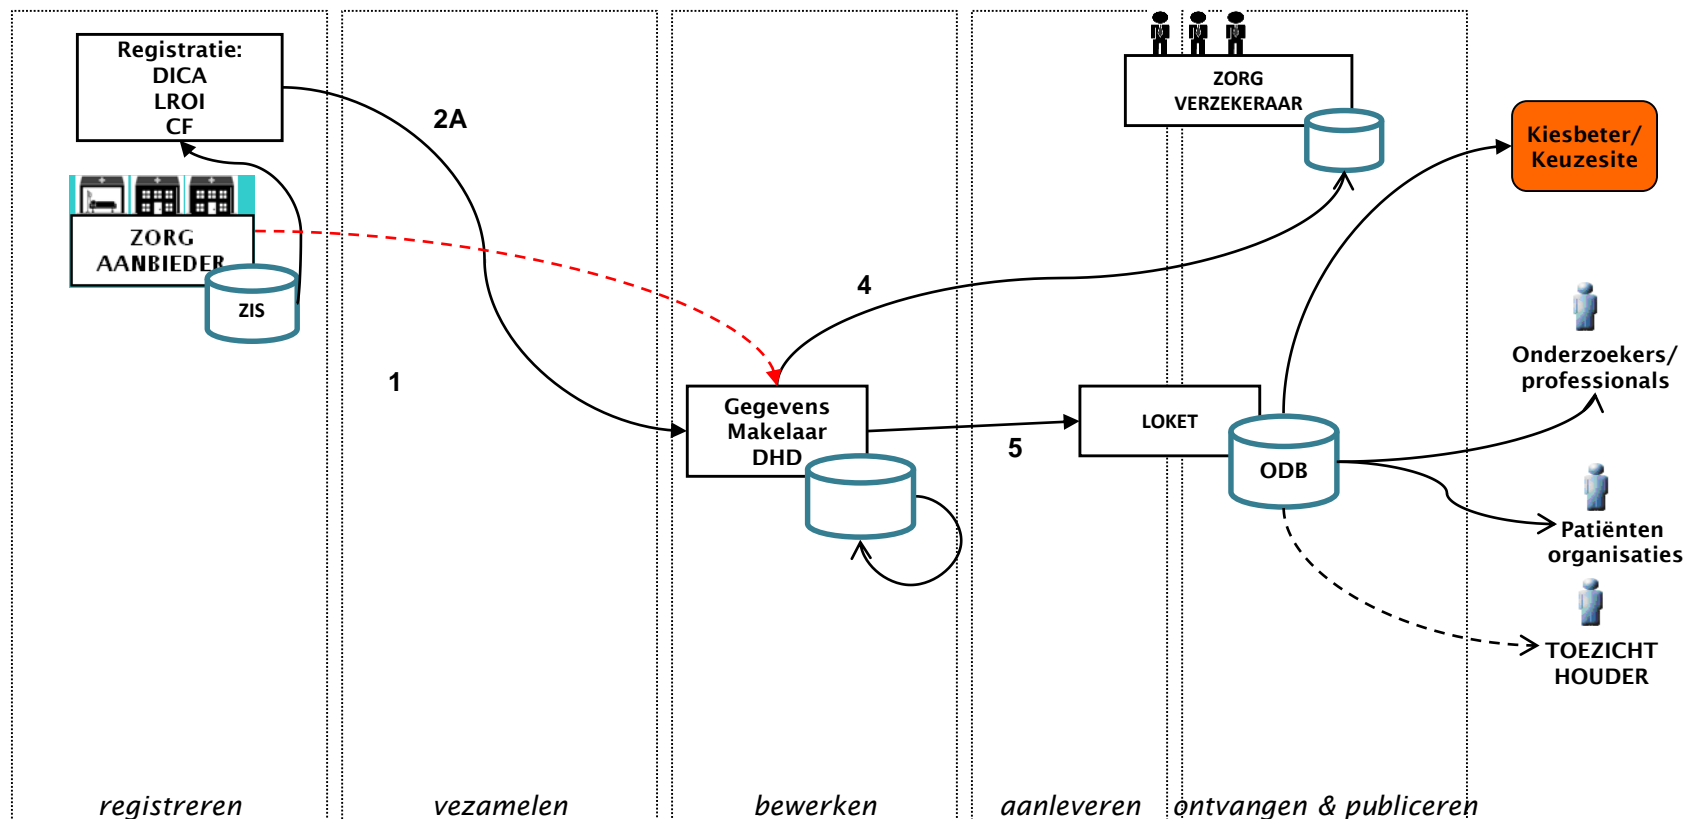 Registratie:
DICA
LROI
CF
ZORG
AANBIEDER
ZIS
2A
1
Gegevens
Makelaar
DHD
4
5
ZORG
VERZEKERAAR
LOKET
ODB
Kiesbeter/
Keuzesite
Onderzoekers/
professionals
Patiënten
organisaties
TOEZICHT
HOUDER
registreren
vezamelen
bewerken
aanleveren
ontvangen & publiceren